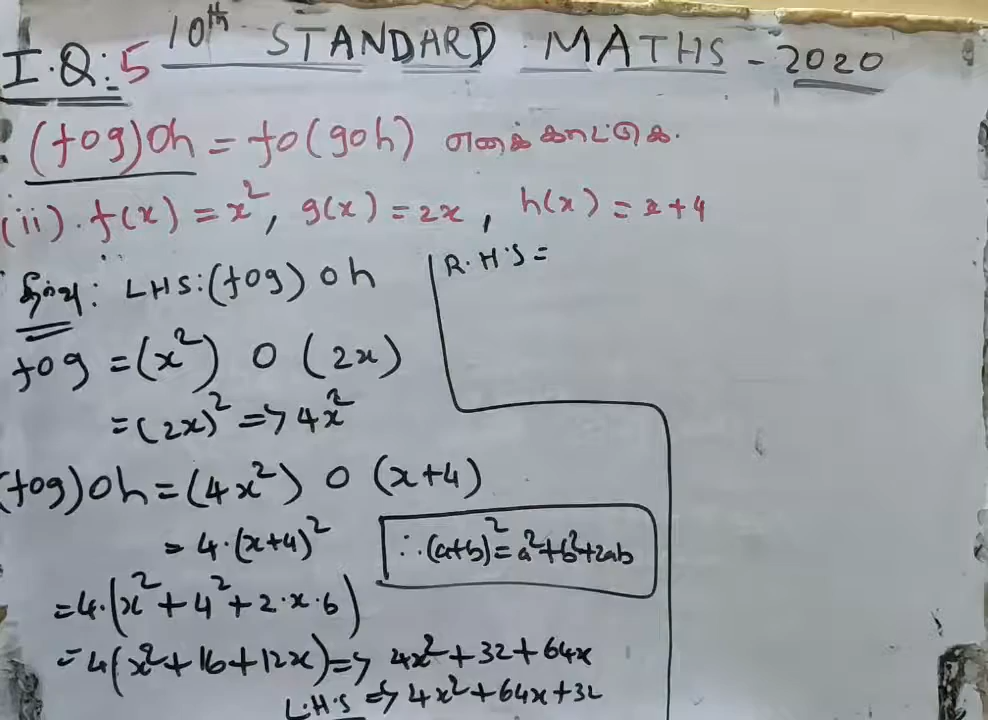 10th STANDARD MATHS - 2020
I.Q: 5
(fog)oh = fo(goh) எனக் காட்டுக.
(ii). f(x) = x², g(x) = 2x, h(x) = x+4
தீர்வு: LHS: (fog) oh
fog = (x²) o (2x)
= (2x)² => 4x²
(fog)oh = (4x²) o (x+4)
= 4.(x+4)²
∴ (a+b)² = a²+b²+2ab
= 4.(x² + 4² + 2.x.6)
= 4(x²+16+12x) => 4x²+32+64x
L.H.S => 4x²+64x+32
R.H.S =